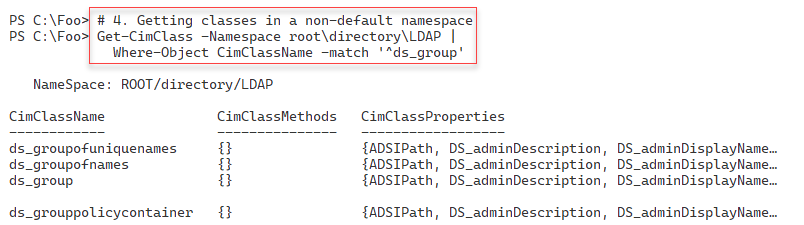 PS C:\Foo> # 4. Getting classes in a non-default namespace
PS C:\Foo> Get-CimClass -Namespace root\directory\LDAP |
Where-Object CimClassName -match '^ds_group'
NameSpace: ROOT/directory/LDAP
CimClassName CimClassMethods CimClassProperties
------------ --------------- ------------------
ds_groupofuniquenames {} {ADSIPath, DS_adminDescription, DS_adminDisplayName…
ds_groupofnames {} {ADSIPath, DS_adminDescription, DS_adminDisplayName…
ds_group {} {ADSIPath, DS_adminDescription, DS_adminDisplayName…
ds_grouppolicycontainer {} {ADSIPath, DS_adminDescription, DS_adminDisplayName…